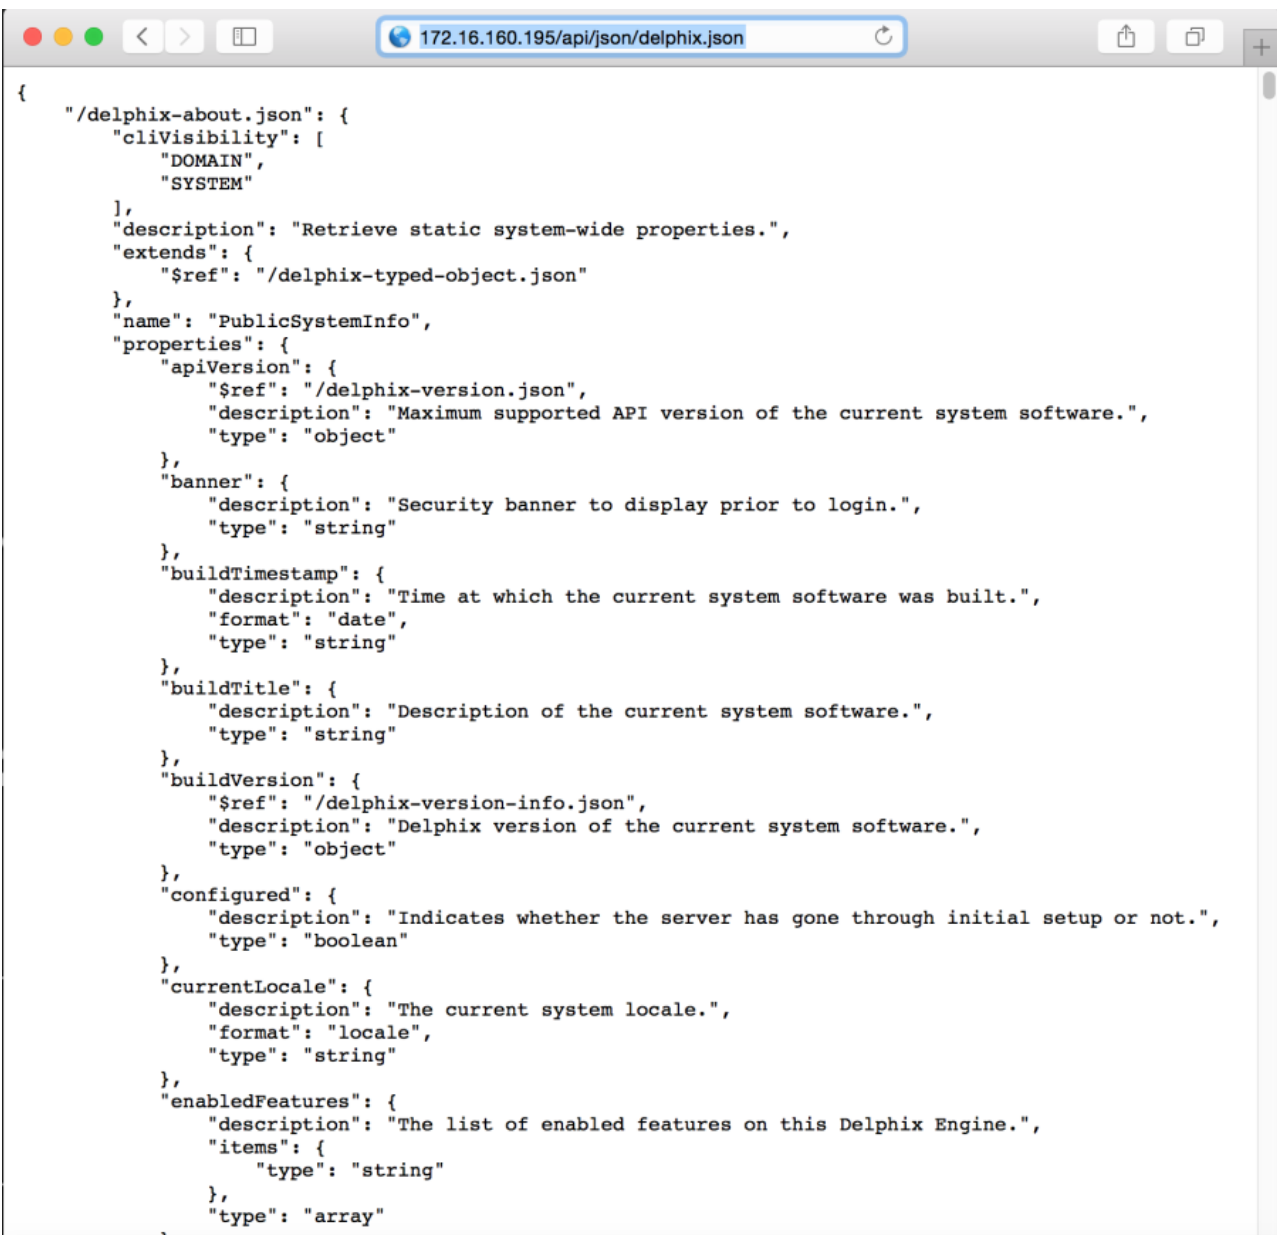 172.16.160.195/api/json/delphix.json
{
    "/delphix-about.json": {
        "cliVisibility": [
            "DOMAIN",
            "SYSTEM"
        ],
        "description": "Retrieve static system-wide properties.",
        "extends": {
            "$ref": "/delphix-typed-object.json"
        },
        "name": "PublicSystemInfo",
        "properties": {
            "apiVersion": {
                "$ref": "/delphix-version.json",
                "description": "Maximum supported API version of the current system software.",
                "type": "object"
            },
            "banner": {
                "description": "Security banner to display prior to login.",
                "type": "string"
            },
            "buildTimestamp": {
                "description": "Time at which the current system software was built.",
                "format": "date",
                "type": "string"
            },
            "buildTitle": {
                "description": "Description of the current system software.",
                "type": "string"
            },
            "buildVersion": {
                "$ref": "/delphix-version-info.json",
                "description": "Delphix version of the current system software.",
                "type": "object"
            },
            "configured": {
                "description": "Indicates whether the server has gone through initial setup or not.",
                "type": "boolean"
            },
            "currentLocale": {
                "description": "The current system locale.",
                "format": "locale",
                "type": "string"
            },
            "enabledFeatures": {
                "description": "The list of enabled features on this Delphix Engine.",
                "items": {
                    "type": "string"
                },
                "type": "array"